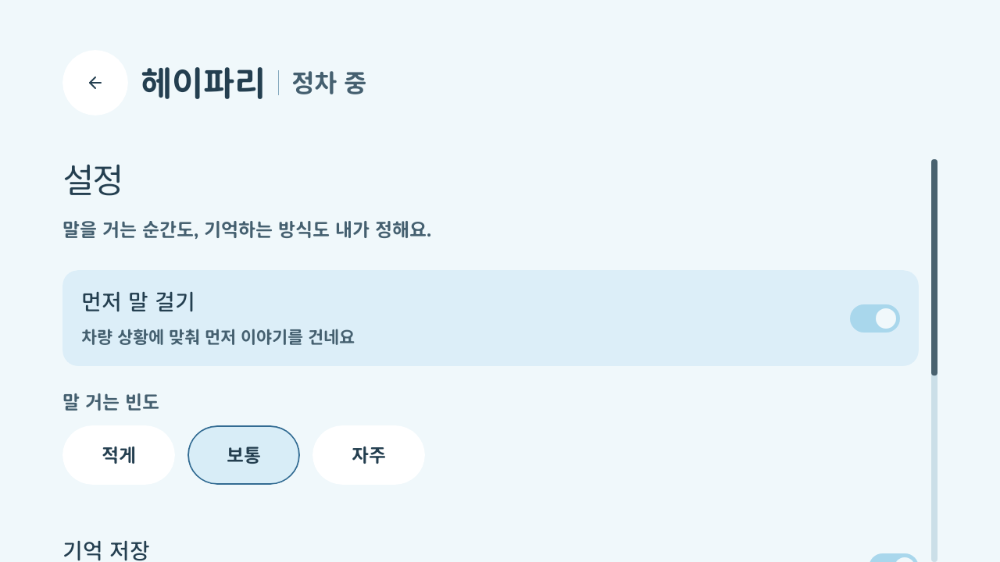 헤이파리
정차 중
설정
말을 거는 순간도, 기억하는 방식도 내가 정해요.
먼저 말 걸기
차량 상황에 맞춰 먼저 이야기를 건네요
말 거는 빈도
적게
보통
자주
기억 저장